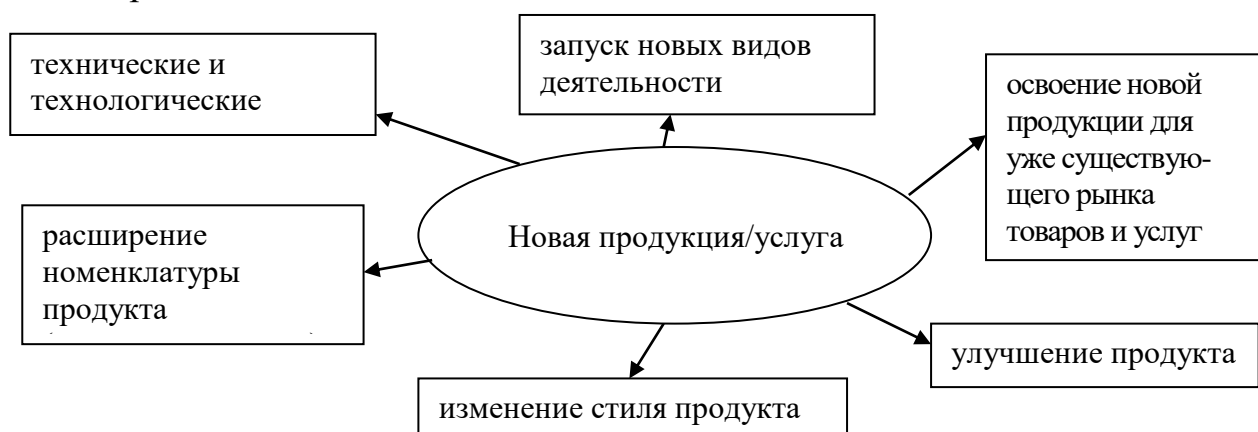 технические и
технологические
запуск новых видов
деятельности
освоение новой
продукции для
уже существую-
щего рынка
товаров и услуг
Новая продукция/услуга
расширение
номенклатуры
продукта
улучшение продукта
изменение стиля продукта